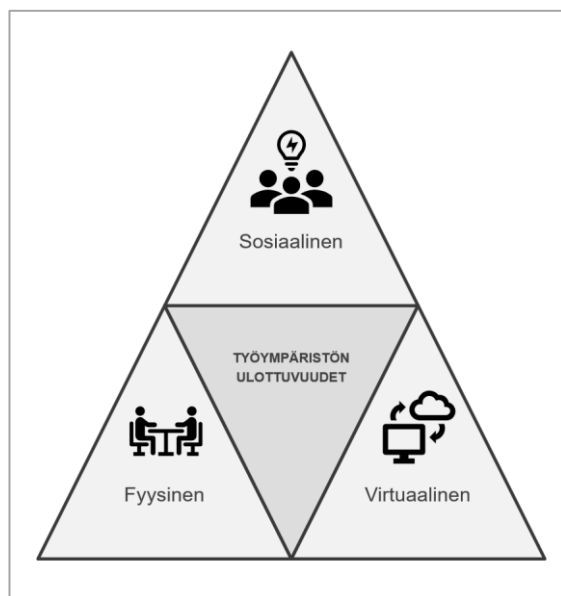 Sosiaalinen
TYÖYMPÄRISTÖN
ULOTTUVUUDET
Fyysinen
Virtuaalinen